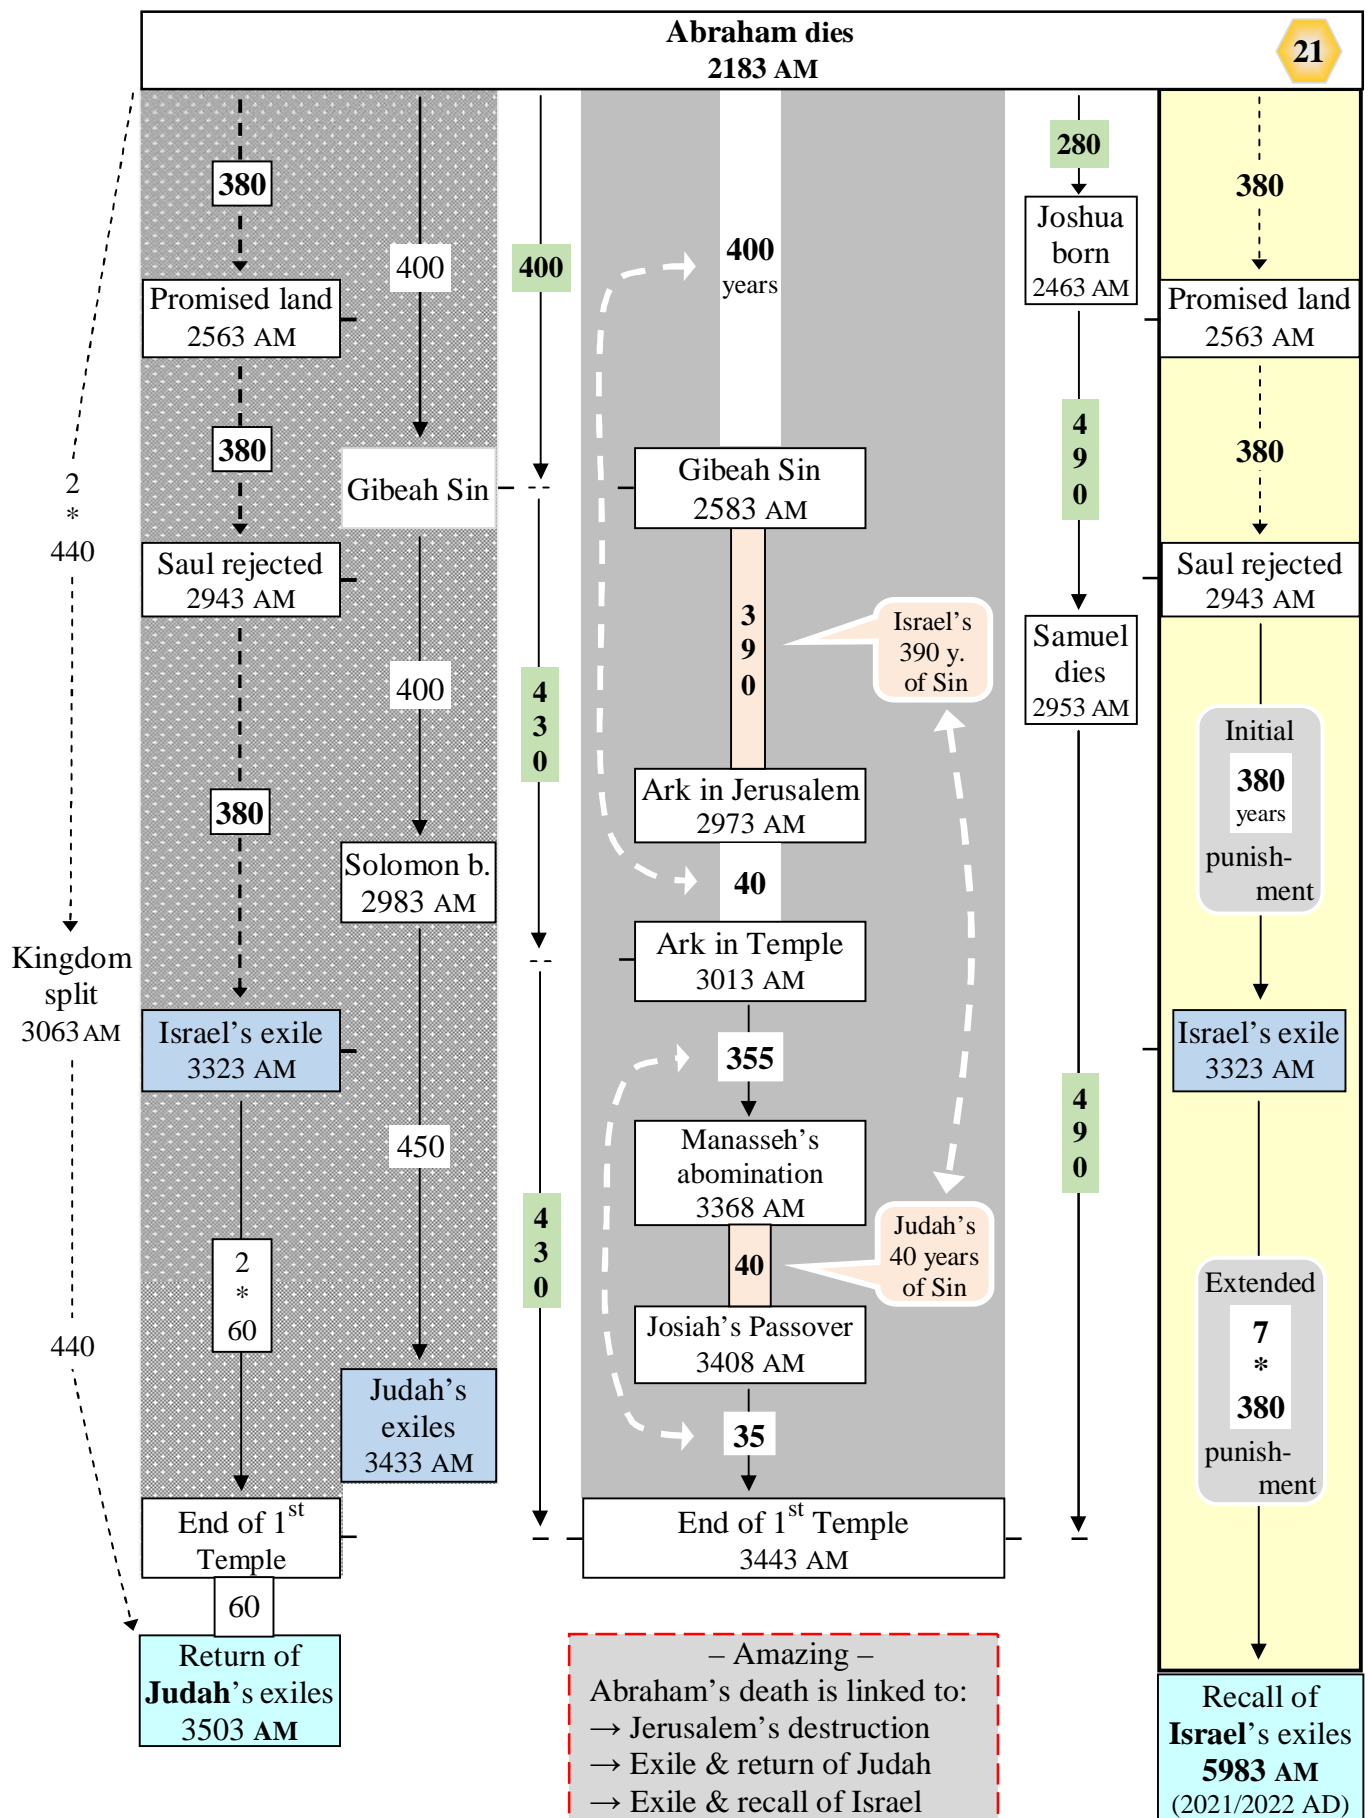 Abraham dies
2183 AM
21
2
*
440
Kingdom
split
3063 AM
440
380
Promised land
2563 AM
380
Saul rejected
2943 AM
380
Israel’s exile
3323 AM
2
*
60
End of 1st
Temple
60
Return of
Judah’s exiles
3503 AM
400
Gibeah Sin
400
Solomon b.
2983 AM
450
Judah’s
exiles
3433 AM
400
4
3
0
4
3
0
400
years
Gibeah Sin
2583 AM
3
9
0
Israel’s
390 y.
of Sin
Ark in Jerusalem
2973 AM
40
Ark in Temple
3013 AM
355
Manasseh’s
abomination
3368 AM
40
Judah’s
40 years
of Sin
Josiah’s Passover
3408 AM
35
End of 1st Temple
3443 AM
– Amazing –
Abraham’s death is linked to:
→ Jerusalem’s destruction
→ Exile & return of Judah
→ Exile & recall of Israel
280
Joshua
born
2463 AM
4
9
0
Samuel
dies
2953 AM
4
9
0
380
Promised land
2563 AM
380
Saul rejected
2943 AM
Initial
380
years
punish-
ment
Israel’s exile
3323 AM
Extended
7
*
380
punish-
ment
Recall of
Israel’s exiles
5983 AM
(2021/2022 AD)